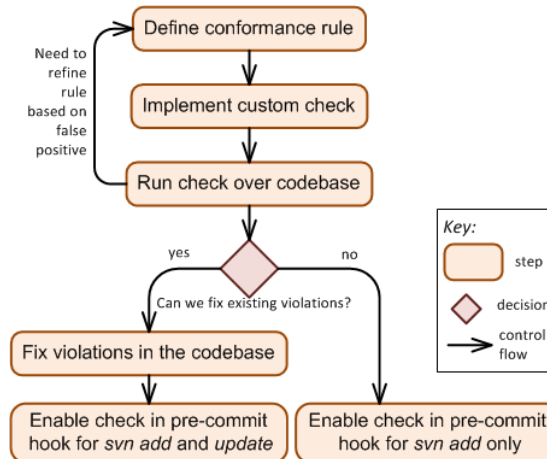 Define conformance rule
Need to
refine
rule
based on
false
positive
Implement custom check
Run check over codebase
yes
no
Can we fix existing violations?
Fix violations in the codebase
Enable check in pre-commit
hook for svn add and update
Enable check in pre-commit
hook for svn add only
Key:
step
decision
control
flow